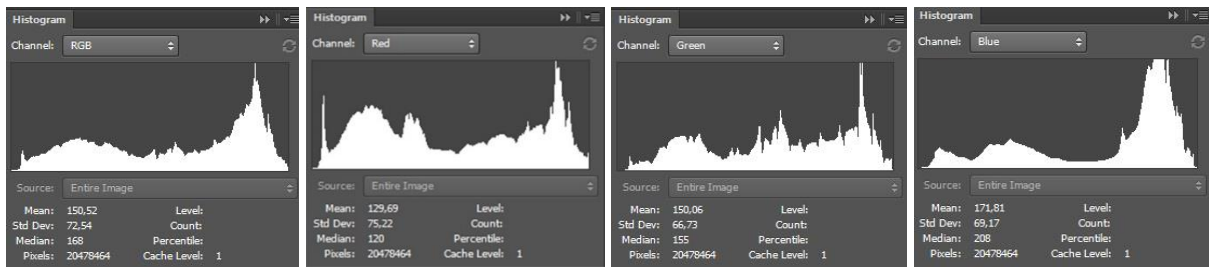 Histogram
Channel: RGB
Source: Entire Image
Mean: 150,52 Level:
Std Dev: 72,54 Count:
Median: 168 Percentile:
Pixels: 20478464 Cache Level: 1
Histogram
Channel: Red
Source: Entire Image
Mean: 129,69 Level:
Std Dev: 75,22 Count:
Median: 120 Percentile:
Pixels: 20478464 Cache Level: 1
Histogram
Channel: Green
Source: Entire Image
Mean: 150,06 Level:
Std Dev: 66,73 Count:
Median: 155 Percentile:
Pixels: 20478464 Cache Level: 1
Histogram
Channel: Blue
Source: Entire Image
Mean: 171,81 Level:
Std Dev: 69,17 Count:
Median: 208 Percentile:
Pixels: 20478464 Cache Level: 1